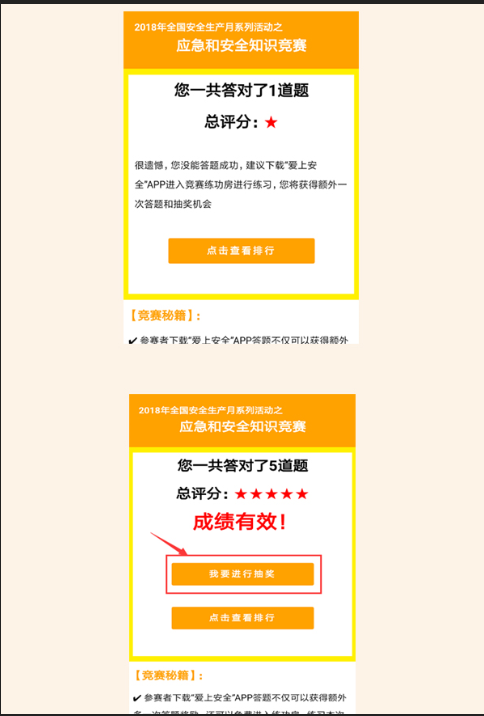 2018年全国安全生产月系列活动之
应急和安全知识竞赛
您一共答对了1道题
总评分：★
很遗憾，您没能答题成功，建议下载“爱上安
全”APP进入竞赛练功房进行练习，您将获得额外一
次答题和抽奖机会
点击查看排行
【竞赛秘籍】：
✔ 参赛者下载“爱上安全”APP答题不仅可以获得额外
2018年全国安全生产月系列活动之
应急和安全知识竞赛
您一共答对了5道题
总评分：★★★★★
成绩有效！
我要进行抽奖
点击查看排行
【竞赛秘籍】：
✔ 参赛者下载“爱上安全”APP答题不仅可以获得额外